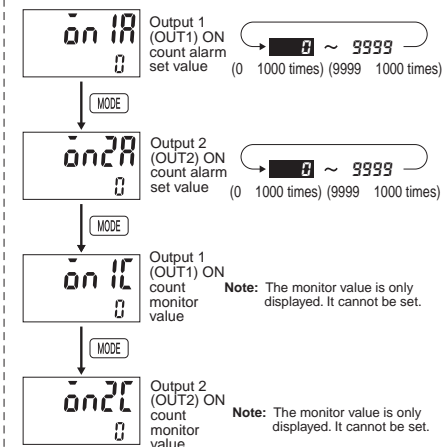 on1A
0
Output 1
(OUT1) ON
count alarm
set value
0 ~ 9999
(0 1000 times) (9999 1000 times)
MODE
on2A
0
Output 2
(OUT2) ON
count alarm
set value
0 ~ 9999
(0 1000 times) (9999 1000 times)
MODE
on1C
0
Output 1
(OUT1) ON
count
monitor
value
Note: The monitor value is only
displayed. It cannot be set.
MODE
on2C
0
Output 2
(OUT2) ON
count
monitor
value
Note: The monitor value is only
displayed. It cannot be set.